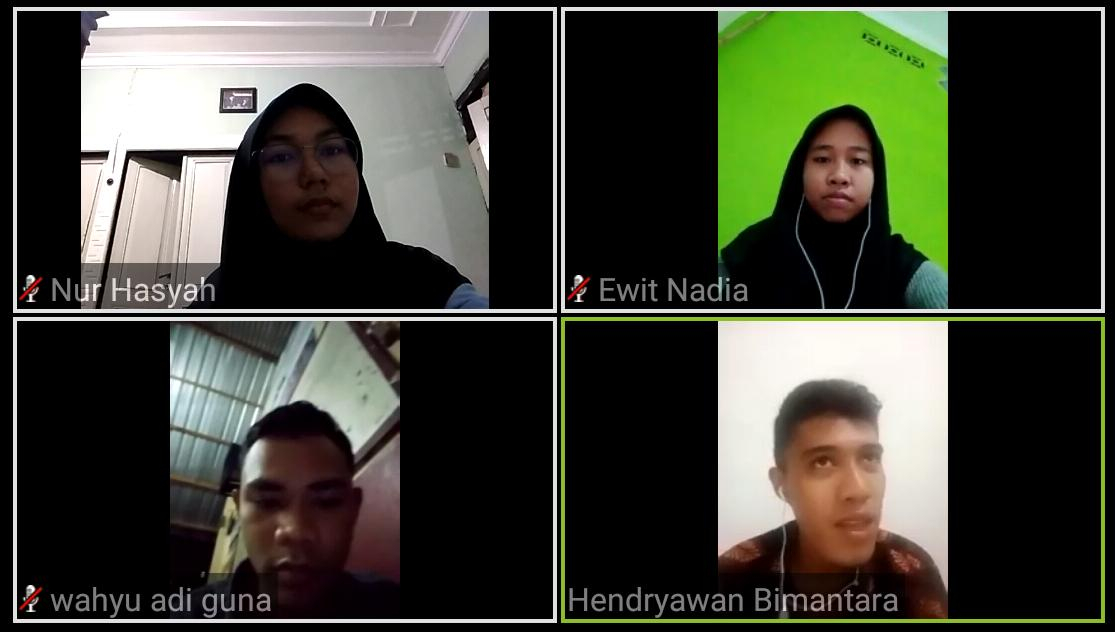 Nur Hasyah
Ewit Nadia
wahyu adi guna
Hendryawan Bimantara